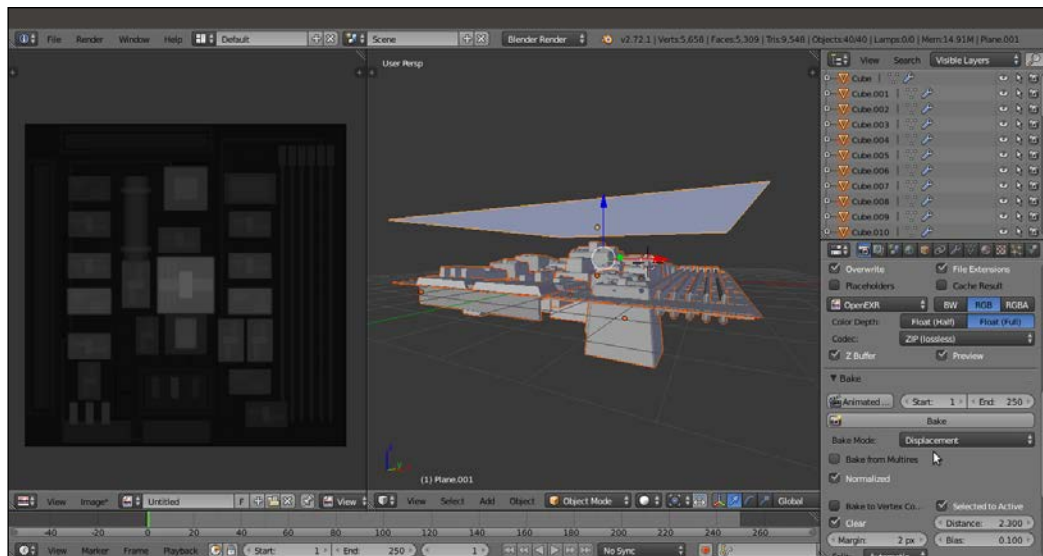 File Render Window Help Default Scene Blender Render v2.72.1 | Verts:5,658 | Faces:5,309 | Tris:9,548 | Objects:40/40 | Lamps:0/0 | Mem:14.91M | Plane.001
User Persp
View Search Visible Layers
Cube
Cube.001
Cube.002
Cube.003
Cube.004
Cube.005
Cube.006
Cube.007
Cube.008
Cube.009
Cube.010
Overwrite File Extensions
Placeholders Cache Result
OpenEXR BW RGB RGBA
Color Depth: Float (Half) Float (Full)
Codec: ZIP (lossless)
Z Buffer Preview
Bake
Animated ... Start: 1 End: 250
Bake
Bake Mode: Displacement
Bake from Multires
Normalized
Bake to Vertex Co... Selected to Active
Clear Distance: 2.300
Margin: 2 px Bias: 0.100
Automatic
(1) Plane.001
View Image* Untitled F View
View Select Add Object Object Mode Global
-40 -20 0 20 40 60 80 100 120 140 160 180 200 220 240 260
View Marker Frame Playback Start: 1 End: 250 1 No Sync